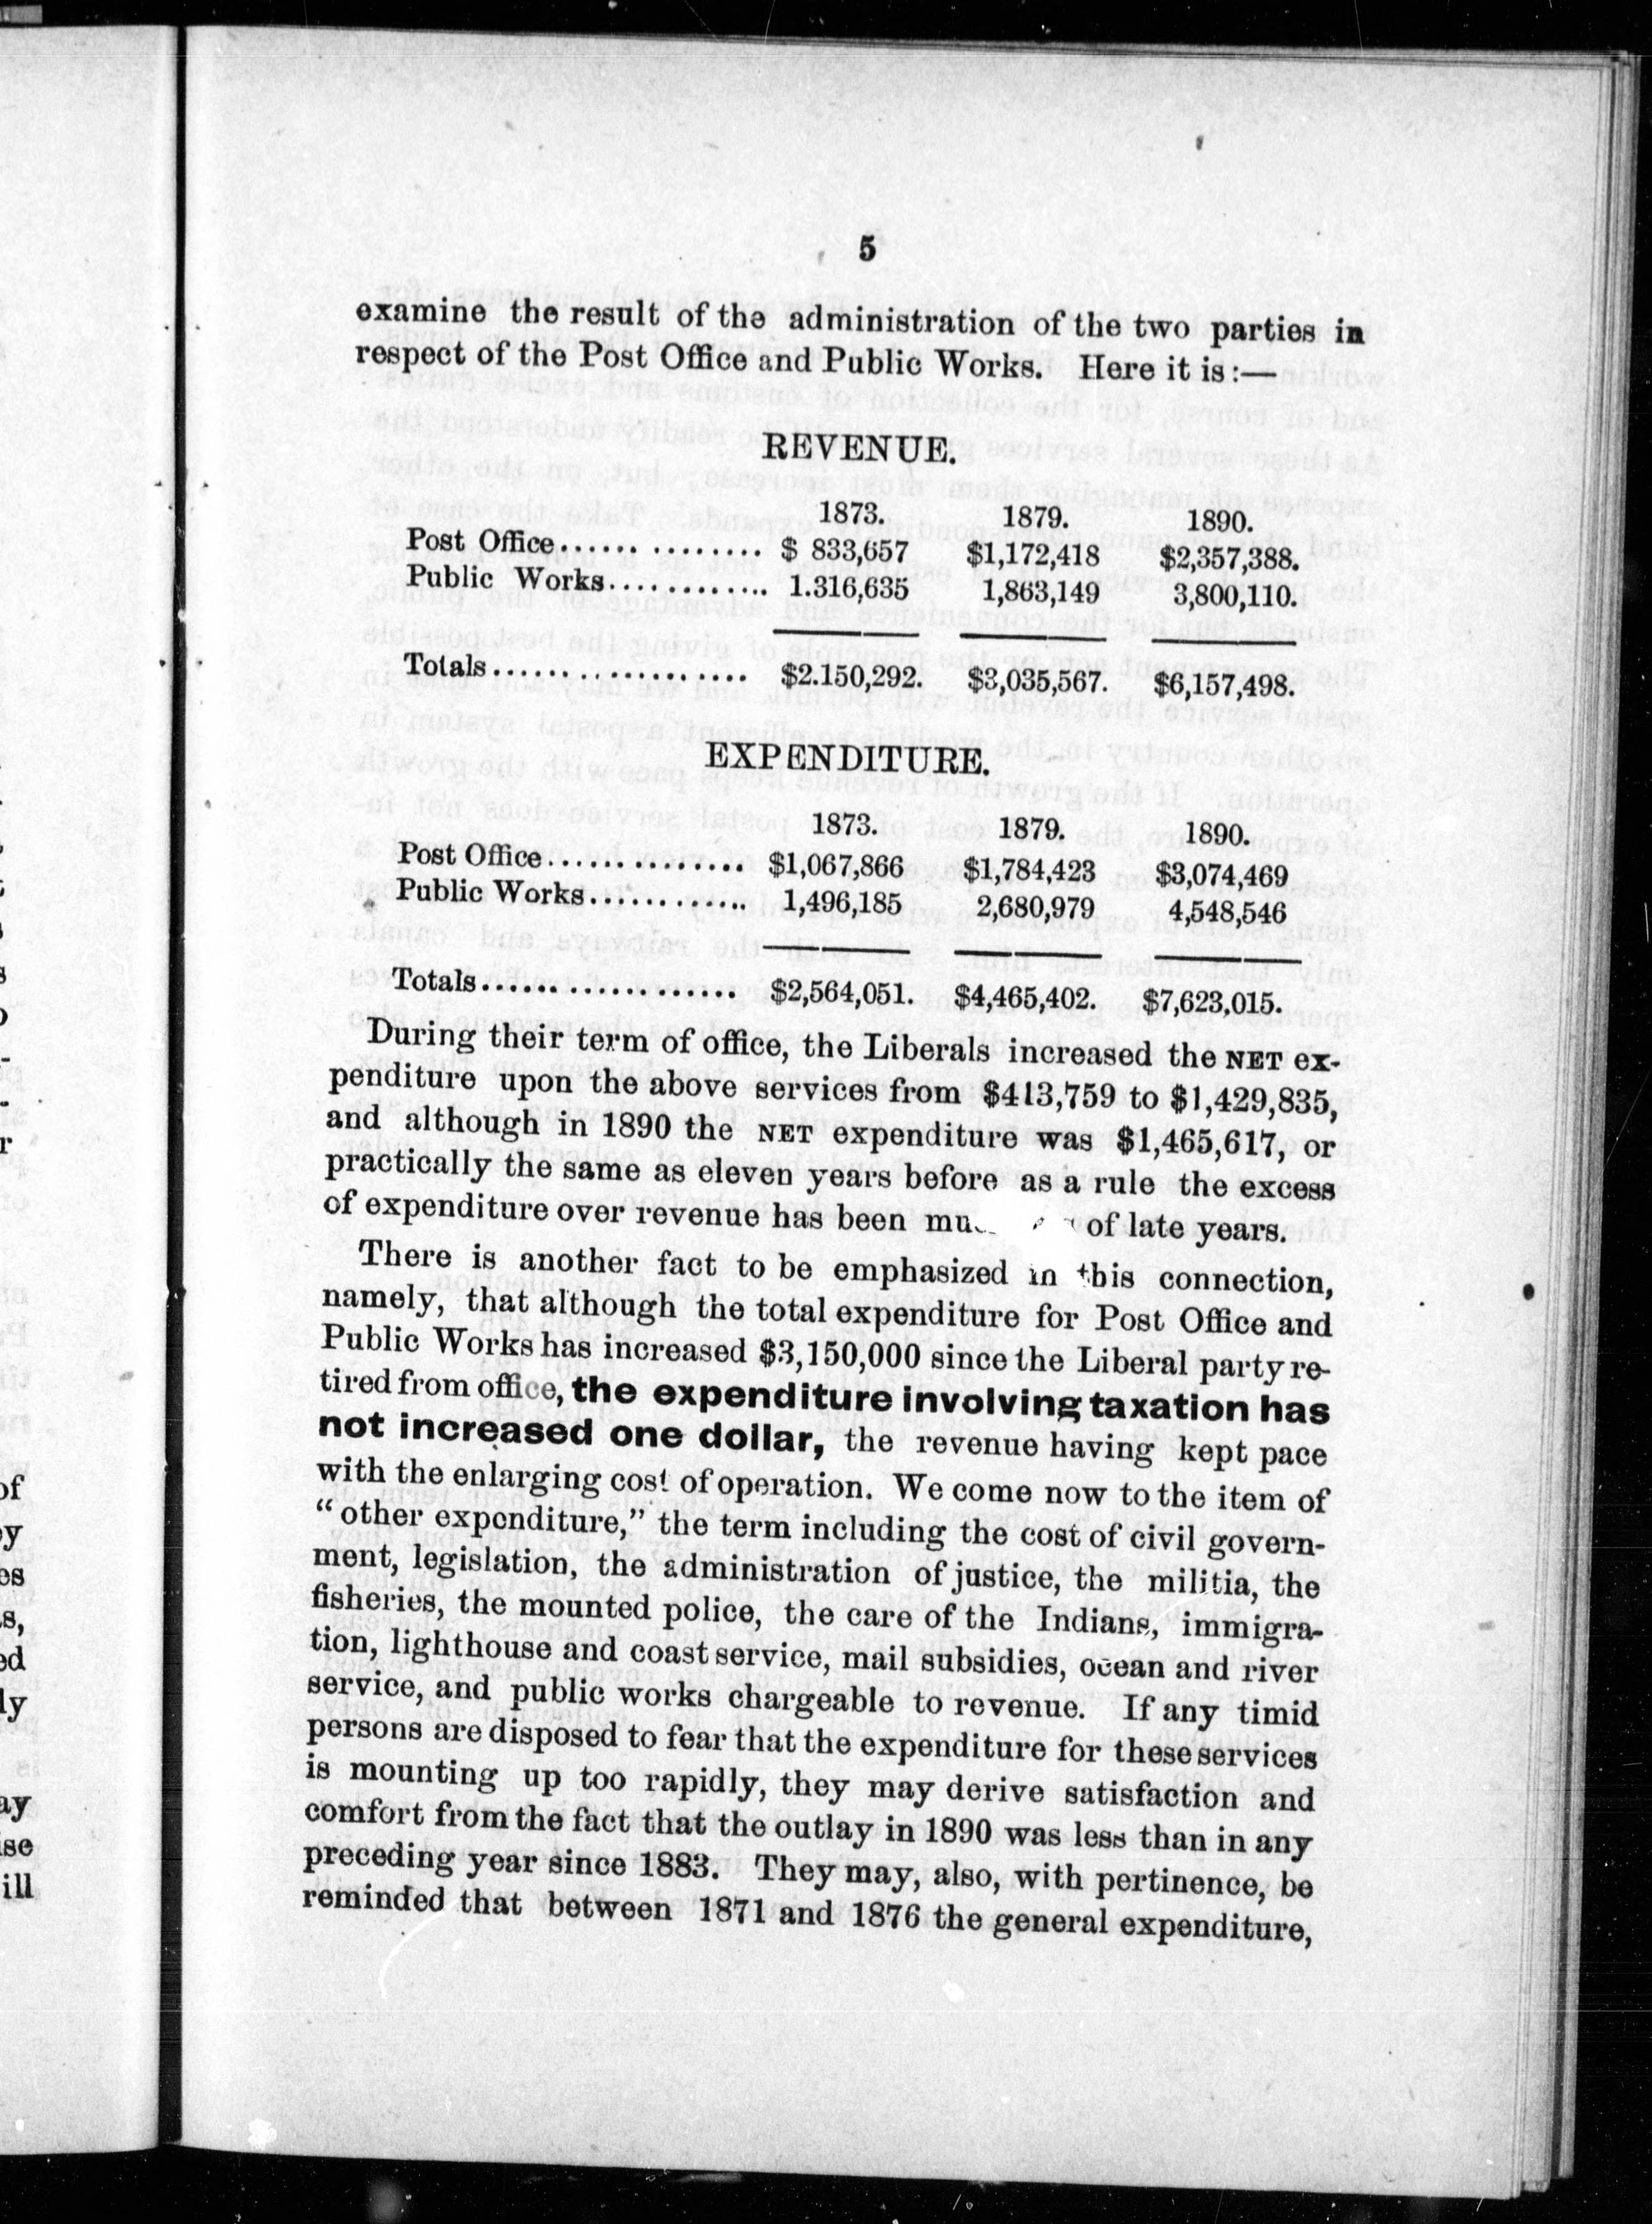 5
examine the result of the administration of the two parties in
respect of the Post Office and Public Works. Here it is :—
REVENUE.
1873. 1879. 1890.
Post Office...... ........ $ 833,657 $1,172,418 $2,357,388.
Public Works............ 1.316,635 1,863,149 3,800,110.
Totals................... $2.150,292. $3,035,567. $6,157,498.
EXPENDITURE.
1873. 1879. 1890.
Post Office.............. $1,067,866 $1,784,423 $3,074,469
Public Works............ 1,496,185 2,680,979 4,548,546
Totals................... $2,564,051. $4,465,402. $7,623,015.
During their term of office, the Liberals increased the NET ex-
penditure upon the above services from $413,759 to $1,429,835,
and although in 1890 the NET expenditure was $1,465,617, or
practically the same as eleven years before as a rule the excess
of expenditure over revenue has been of late years.
There is another fact to be emphasized in this connection,
namely, that although the total expenditure for Post Office and
Public Works has increased $3,150,000 since the Liberal party re-
tired from office, the expenditure involving taxation has
not increased one dollar, the revenue having kept pace
with the enlarging cost of operation. We come now to the item of
“other expenditure,” the term including the cost of civil govern-
ment, legislation, the administration of justice, the militia, the
fisheries, the mounted police, the care of the Indians, immigra-
tion, lighthouse and coast service, mail subsidies, ocean and river
service, and public works chargeable to revenue. If any timid
persons are disposed to fear that the expenditure for these services
is mounting up too rapidly, they may derive satisfaction and
comfort from the fact that the outlay in 1890 was less than in any
preceding year since 1883. They may, also, with pertinence, be
reminded that between 1871 and 1876 the general expenditure,